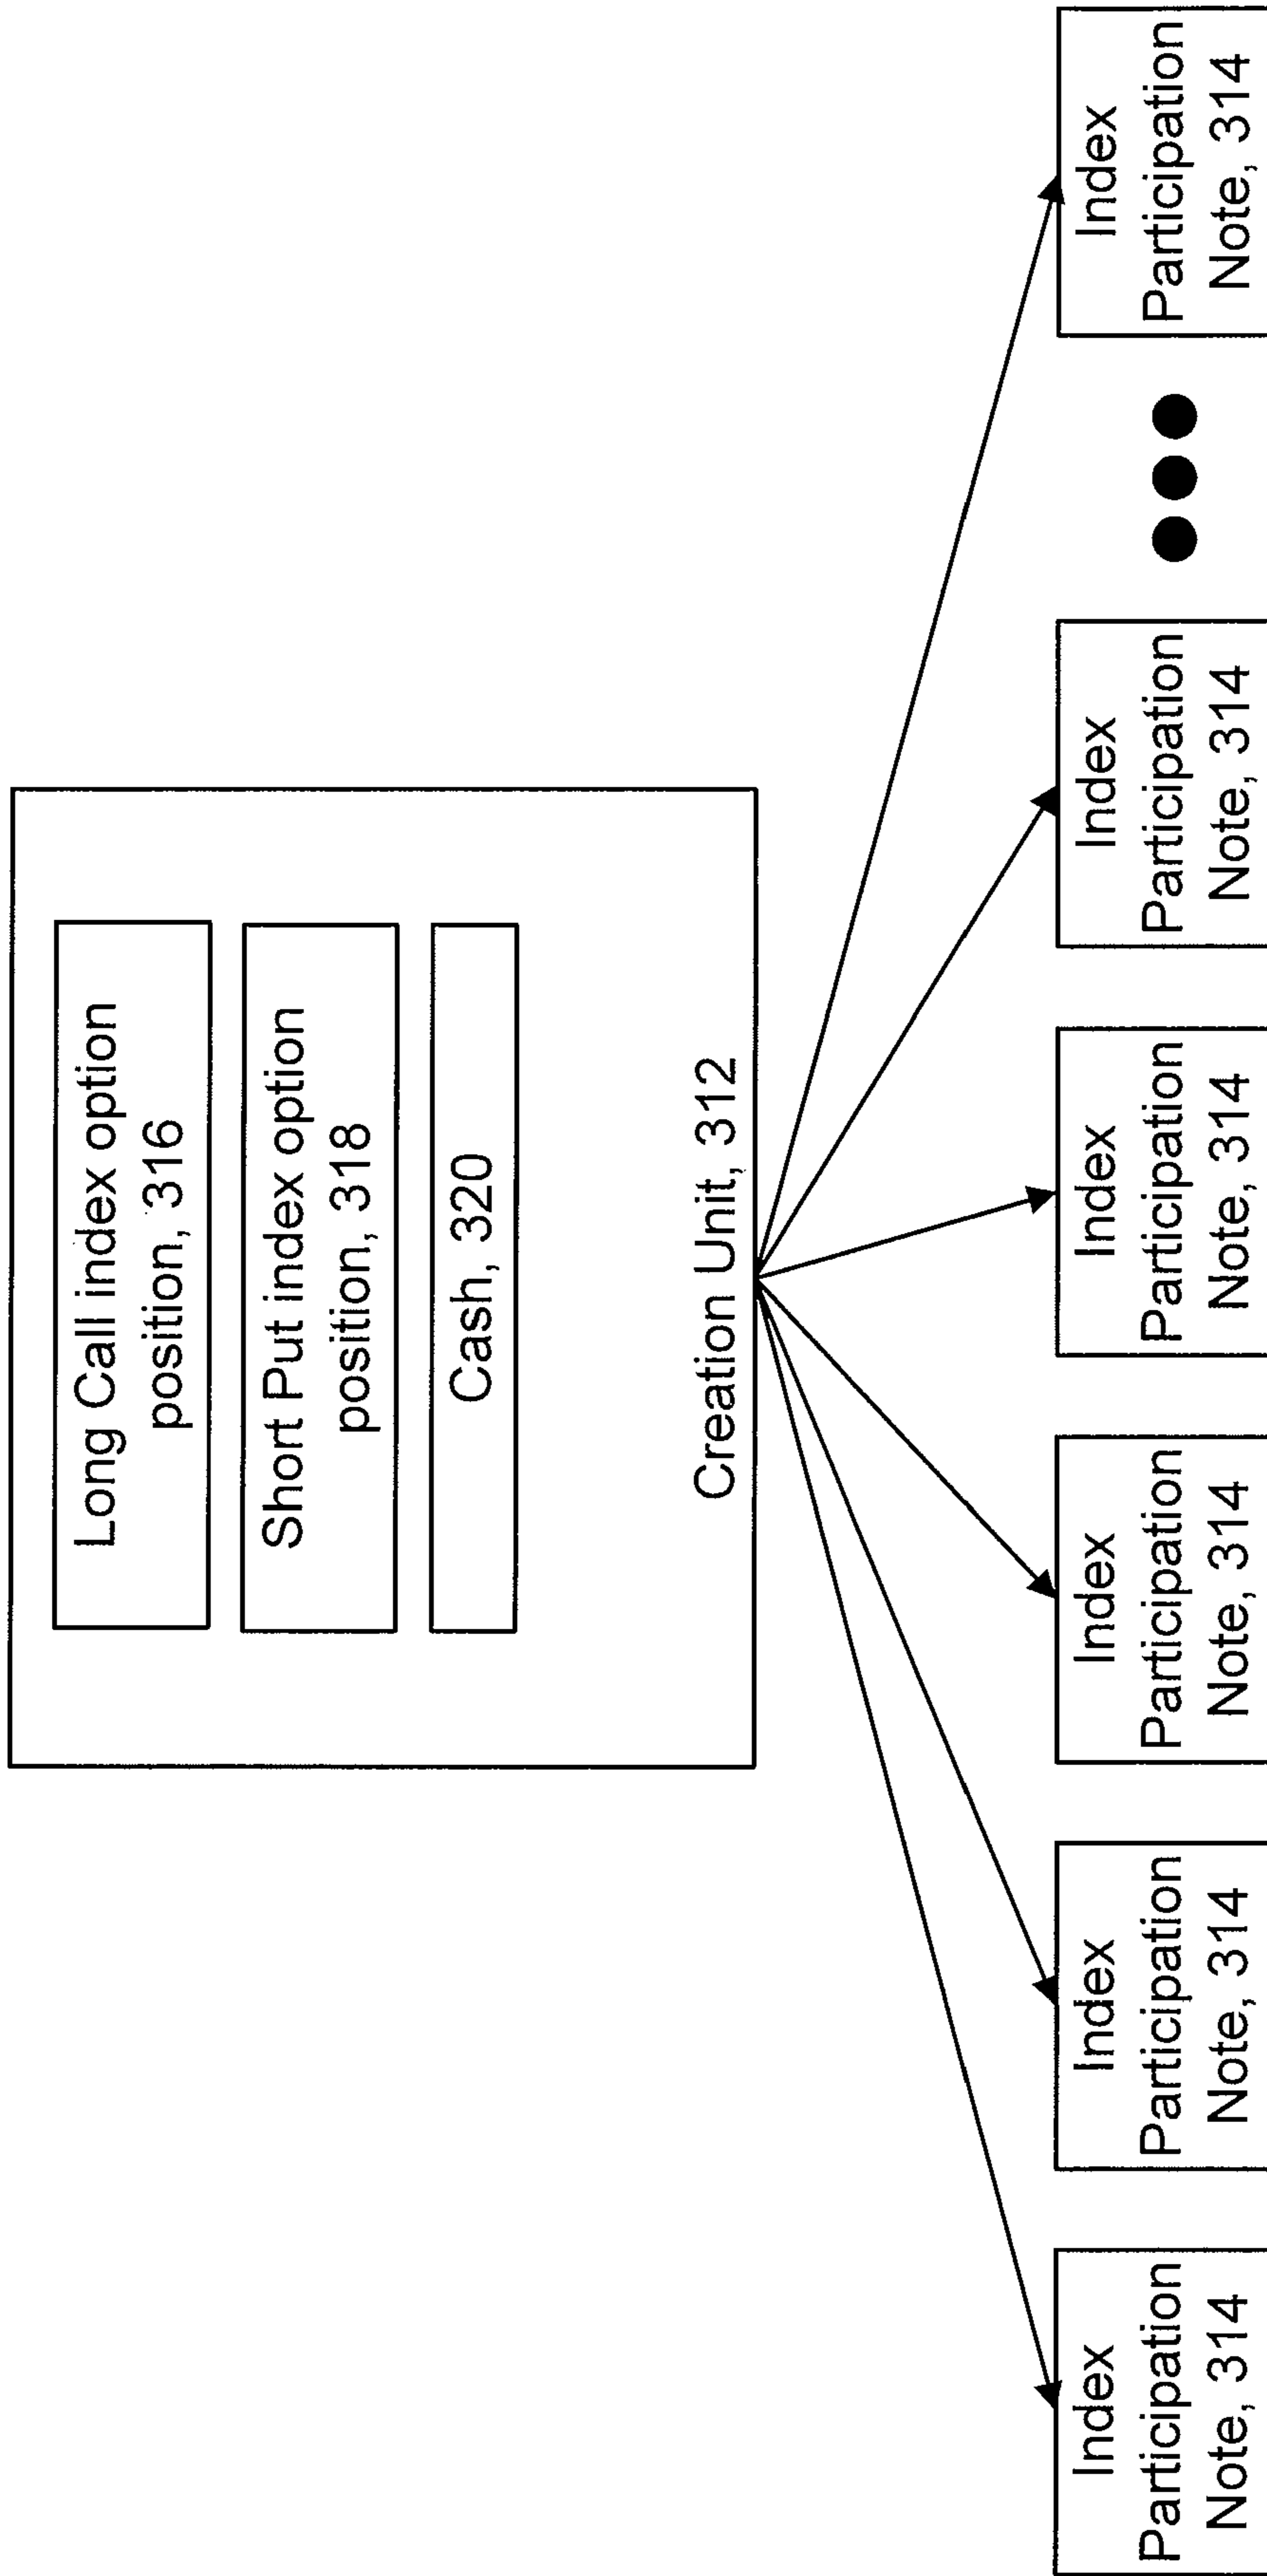 Long Call index option
position, 316
Short Put index option
position, 318
Cash, 320
Creation Unit, 312
Index
Participation
Note, 314
Index
Participation
Note, 314
Index
Participation
Note, 314
Index
Participation
Note, 314
Index
Participation
Note, 314
Index
Participation
Note, 314